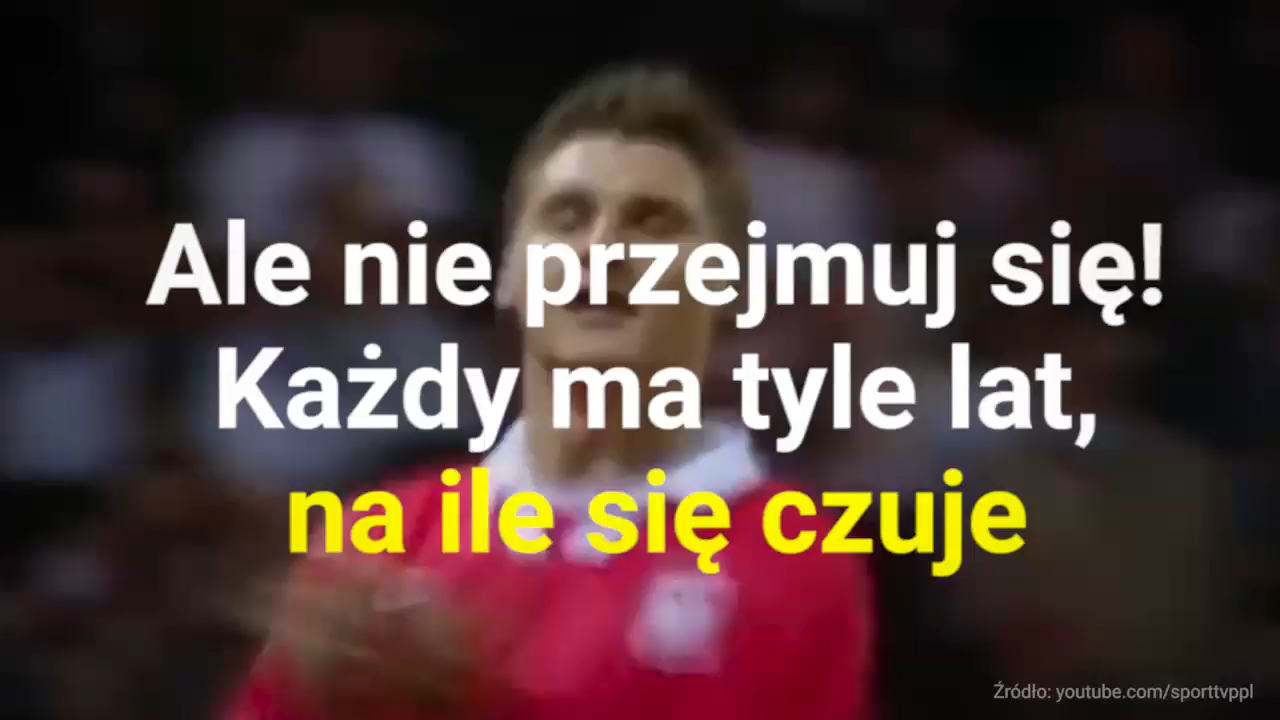 Ale nie przejmuj się!
Każdy ma tyle lat,
na ile się czuje
Źródło: youtube.com/sporttvppl